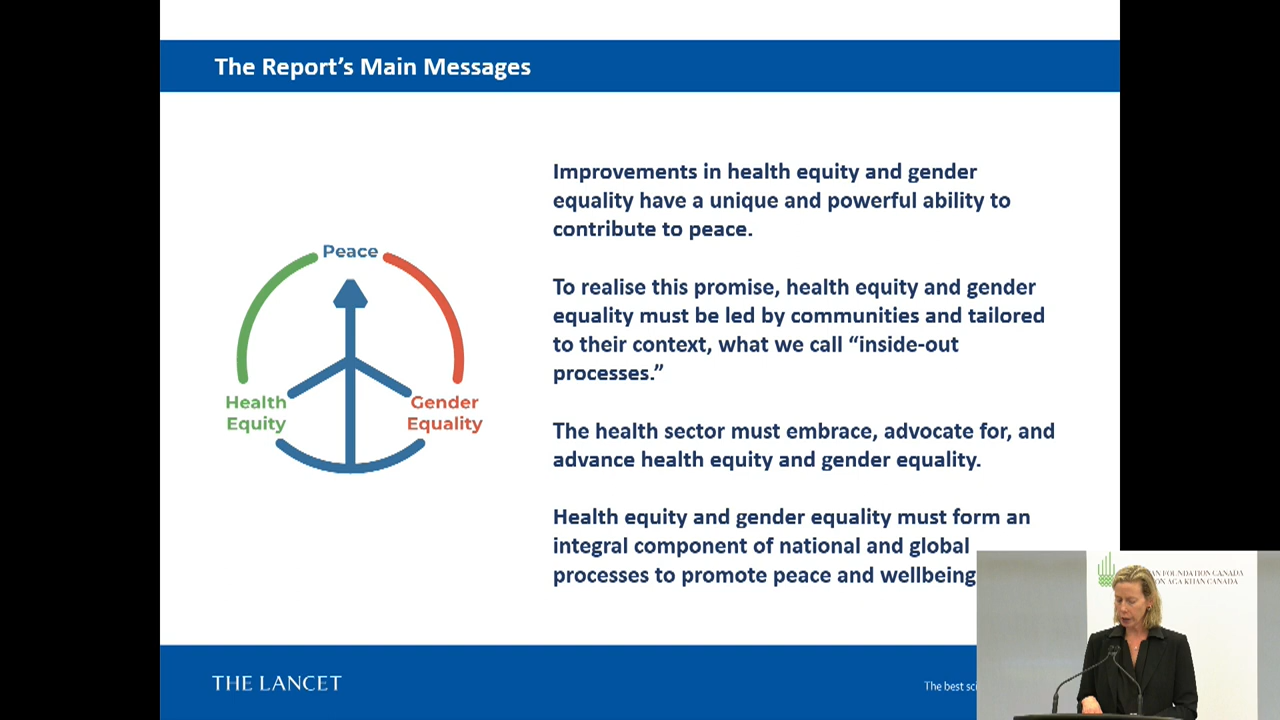 The Report’s Main Messages
Improvements in health equity and gender
equality have a unique and powerful ability to
contribute to peace.
To realise this promise, health equity and gender
equality must be led by communities and tailored
to their context, what we call “inside-out
processes.”
The health sector must embrace, advocate for, and
advance health equity and gender equality.
Health equity and gender equality must form an
integral component of national and global
processes to promote peace and wellbeing
Peace
Health
Equity
Gender
Equality
THE LANCET
The best
FOUNDATION CANADA
AGA KHAN CANADA